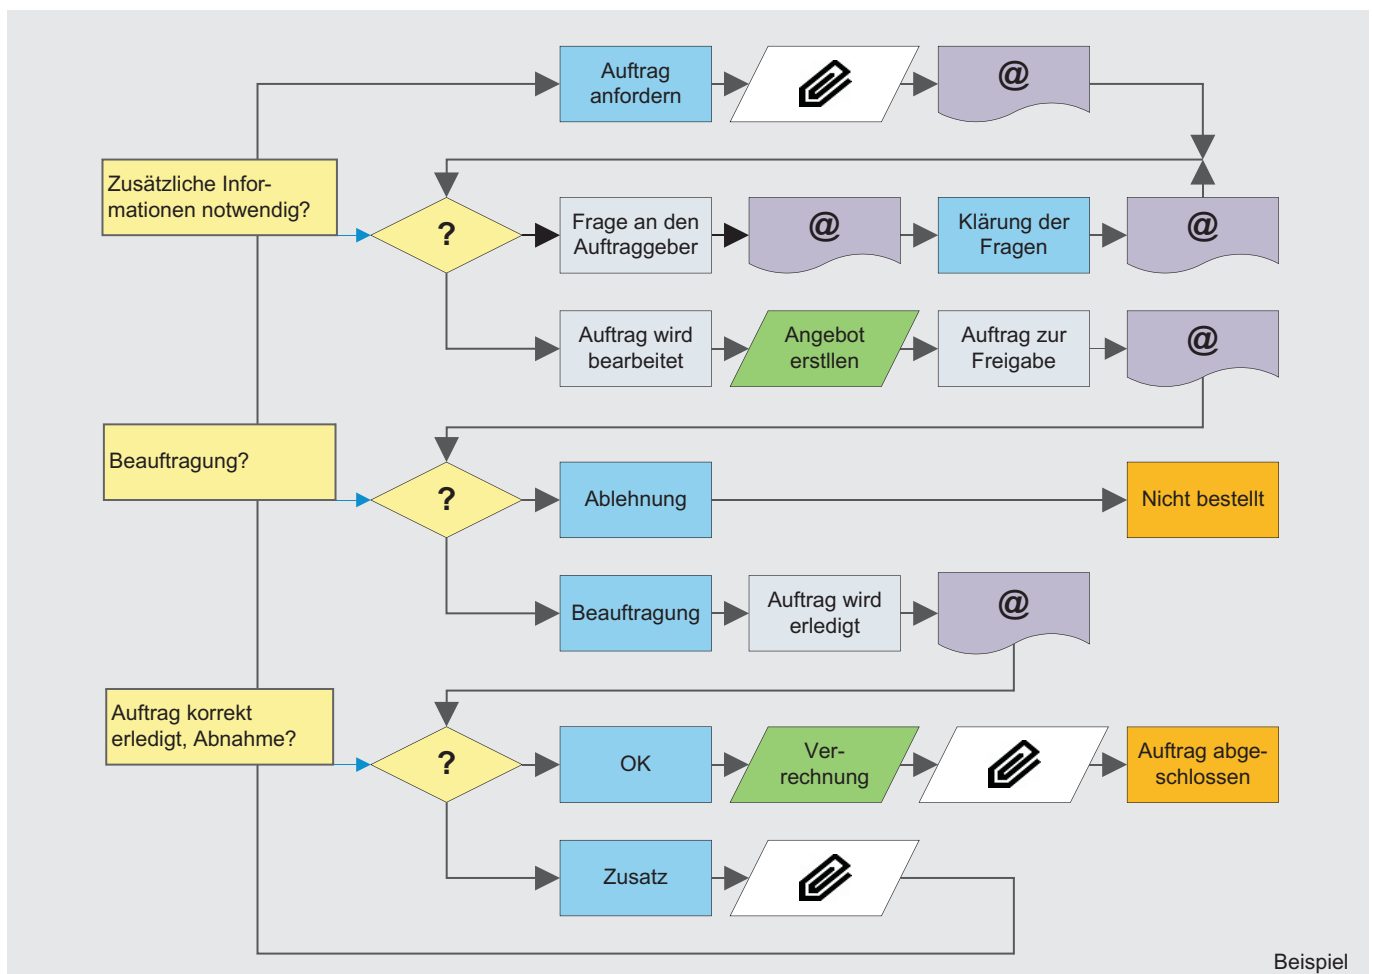 Auftrag
anfordern
@
Zusätzliche Infor-
mationen notwendig?
?
Frage an den
Auftraggeber
@
Klärung der
Fragen
@
Auftrag wird
bearbeitet
Angebot
erstllen
Auftrag zur
Freigabe
@
Beauftragung?
?
Ablehnung
Nicht bestellt
Beauftragung
Auftrag wird
erledigt
@
Auftrag korrekt
erledigt, Abnahme?
?
OK
Ver-
rechnung
Auftrag abge-
schlossen
Zusatz
Beispiel